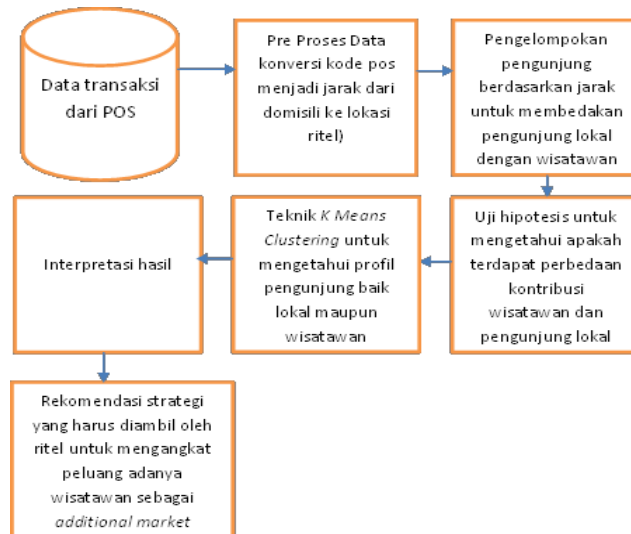 Data transaksi
dari POS
Pre Proses Data
konversi kode pos
menjadi jarak dari
domisili ke lokasi
ritel)
Pengelompokan
pengunjung
berdasarkan jarak
untuk membedakan
pengunjung lokal
dengan wisatawan
Uji hipotesis untuk
mengetahui apakah
terdapat perbedaan
kontribusi
wisatawan dan
pengunjung lokal
Teknik K Means
Clustering untuk
mengetahui profil
pengunjung baik
lokal maupun
wisatawan
Interpretasi hasil
Rekomendasi strategi
yang harus diambil oleh
ritel untuk mengangkat
peluang adanya
wisatawan sebagai
additional market